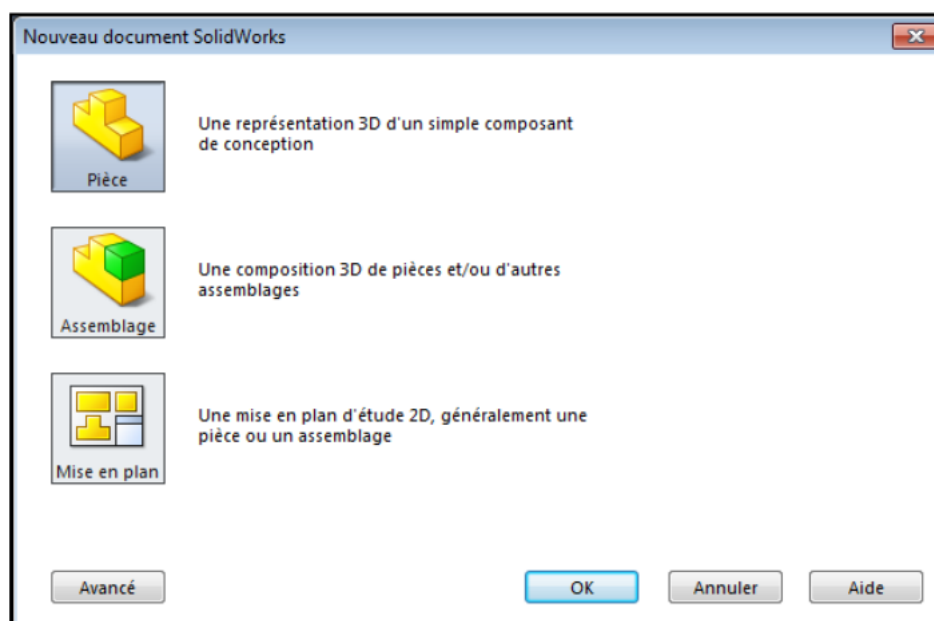 Nouveau document SolidWorks
Une représentation 3D d'un simple composant
de conception
Pièce
Une composition 3D de pièces et/ou d'autres
assemblages
Assemblage
Une mise en plan d'étude 2D, généralement une
pièce ou un assemblage
Mise en plan
Avancé OK Annuler Aide